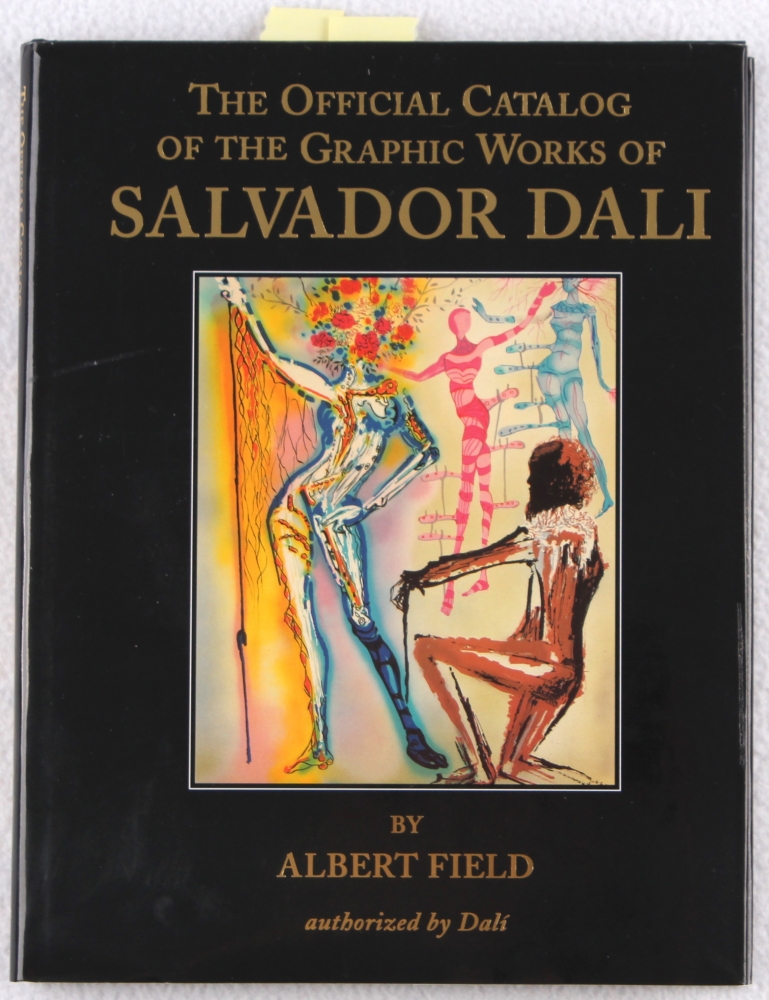 THE OFFICIAL CATALOG
OF THE GRAPHIC WORKS OF
SALVADOR DALI
BY
ALBERT FIELD
authorized by Dalí